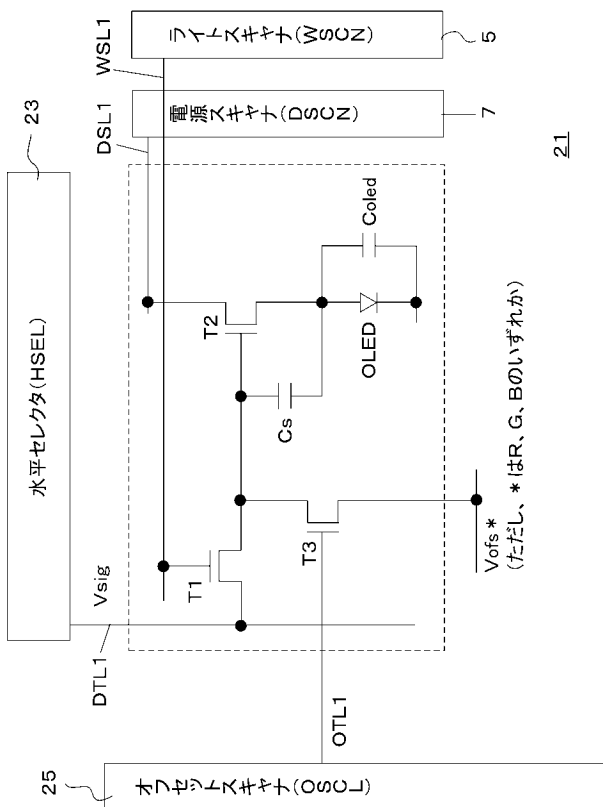 23
水平セレクタ(HSEL)
DTL1
Vsig
DSL1
WSL1
電源スキャナ(DSCN)
7
ライトスキャナ(WSCN)
5
T1
T2
Cs
Coled
OLED
T3
OTL1
Vofs*
(ただし、*はR、G、Bのいずれか)
25
オフセットスキャナ(OSCL)
21